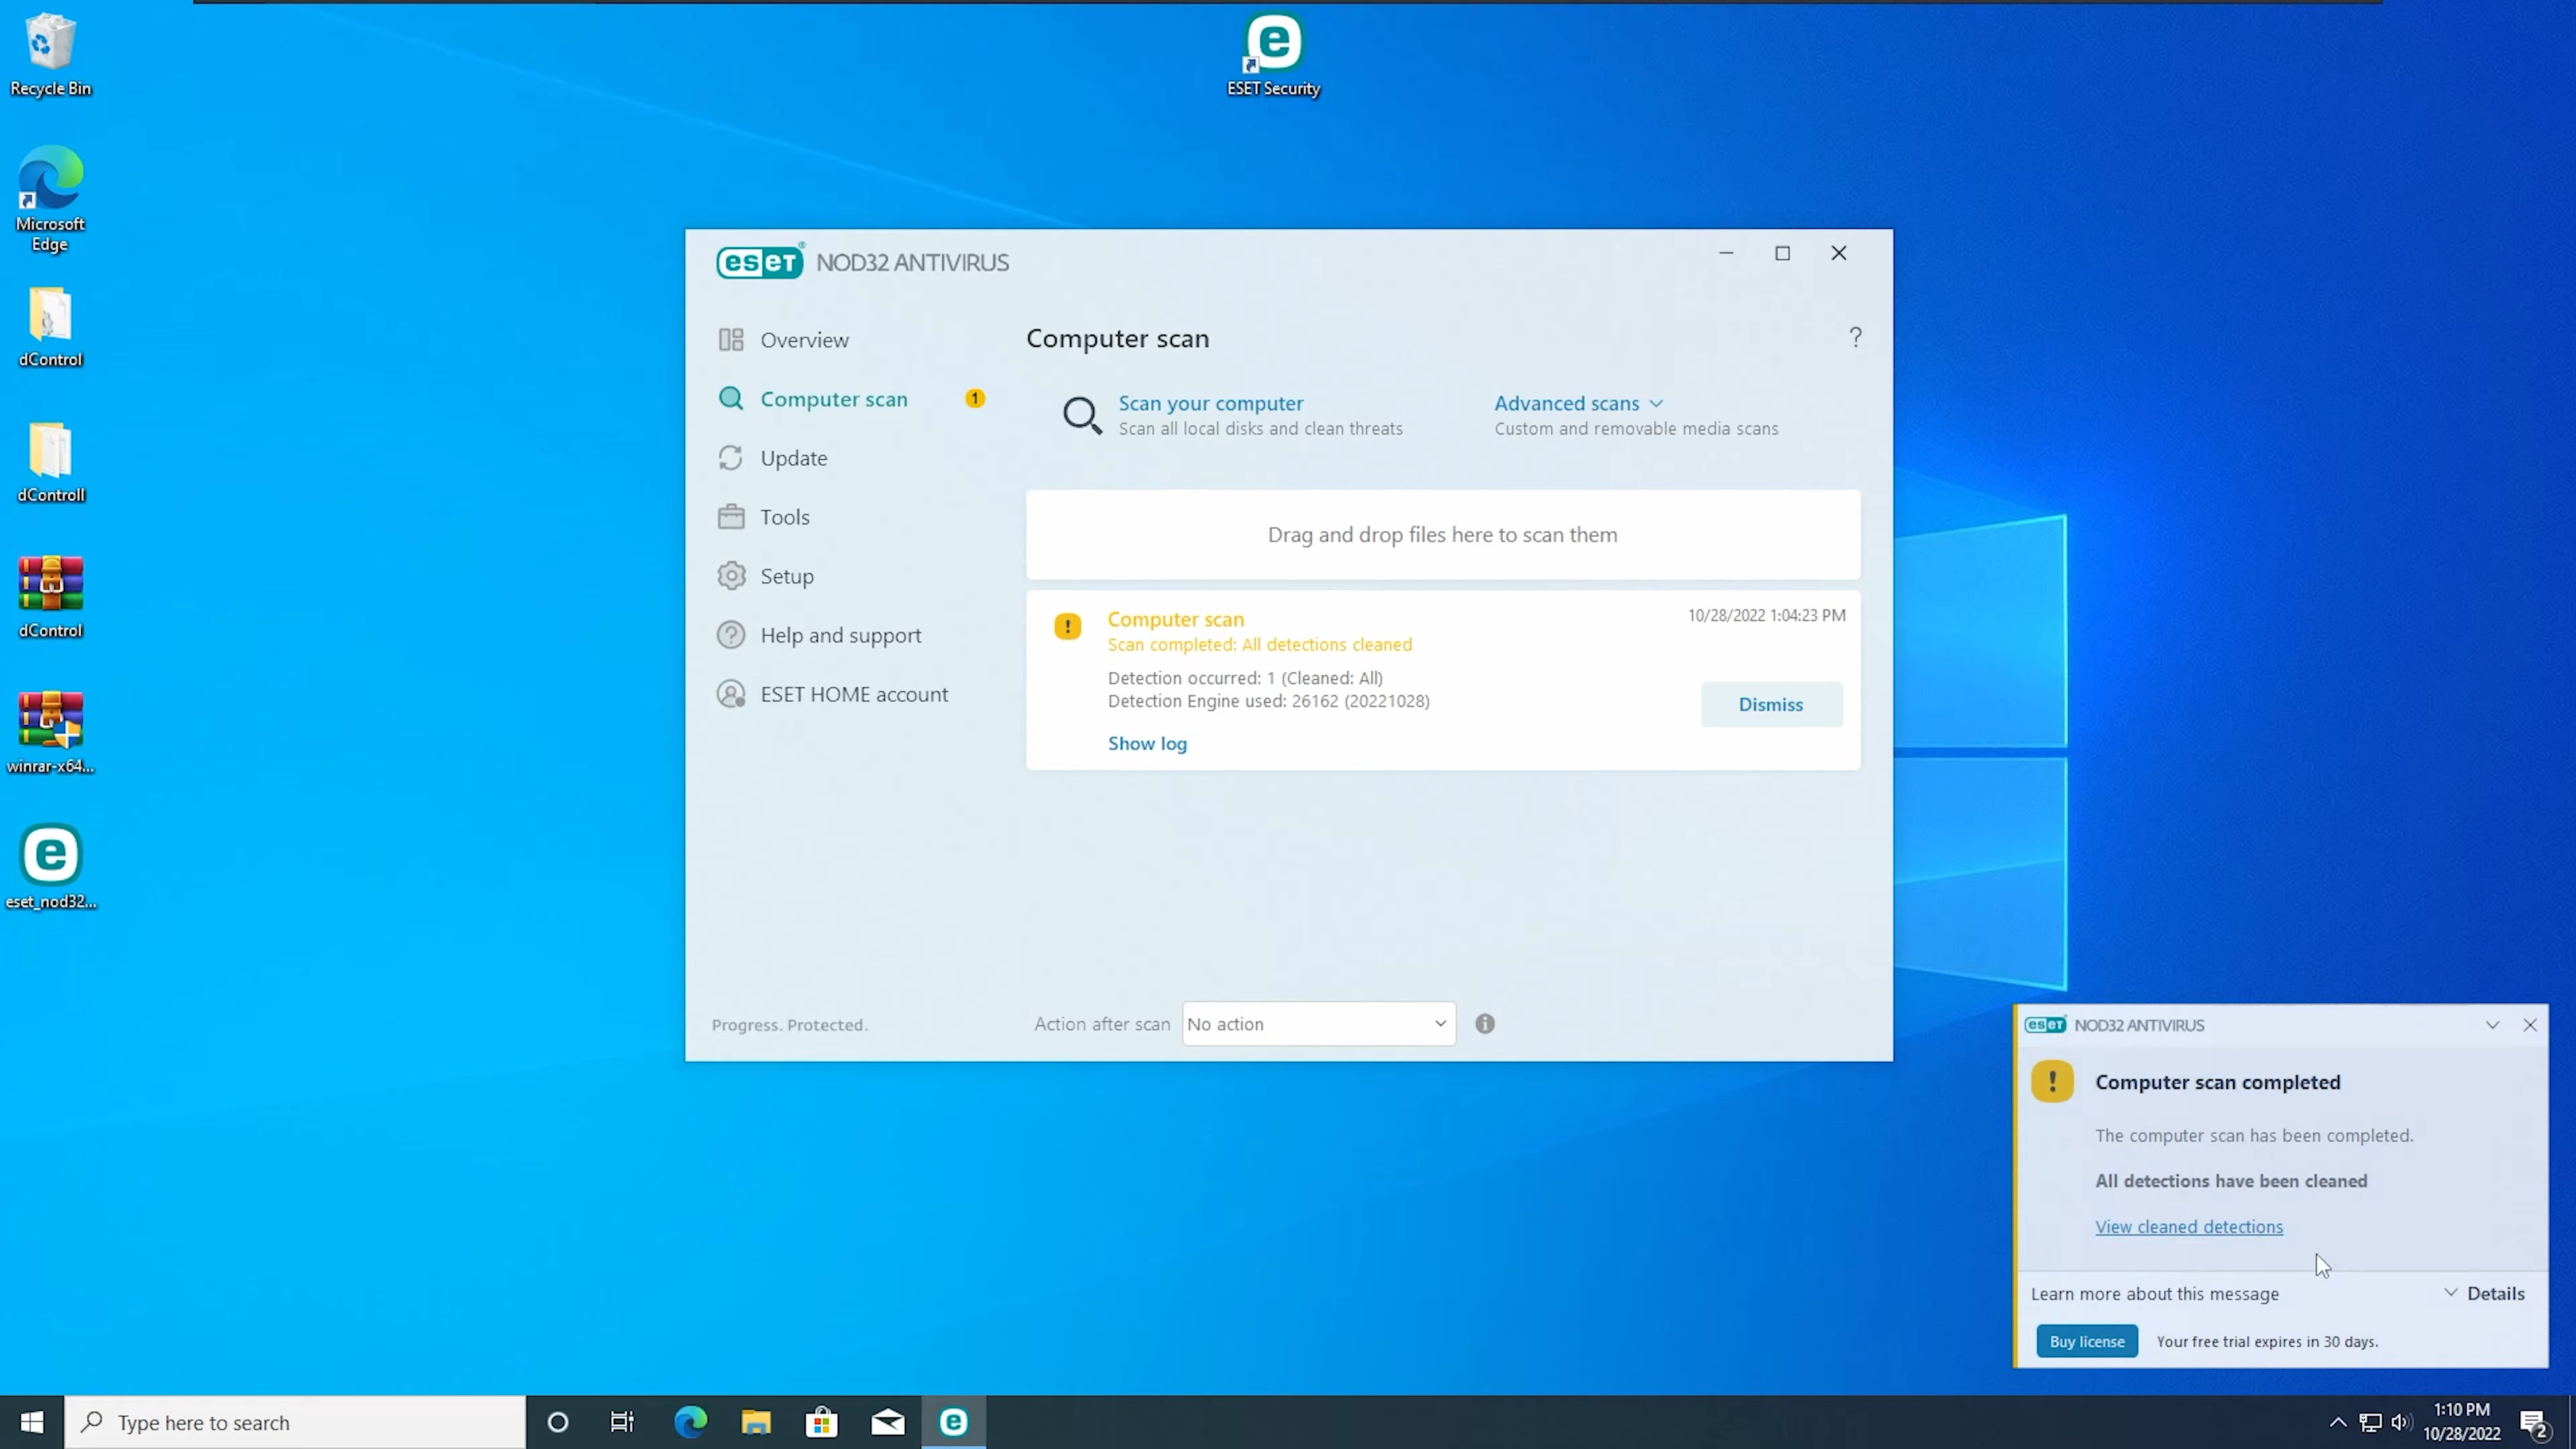 Recycle Bin
Microsoft
Edge
dControl
dControll
dControl
winrar-x64...
eset_nod32...
ESET Security
eset® NOD32 ANTIVIRUS
Overview
Computer scan 1
Update
Tools
Setup
Help and support
ESET HOME account
Progress. Protected.
Computer scan ?
Scan your computer
Scan all local disks and clean threats
Advanced scans
Custom and removable media scans
Drag and drop files here to scan them
! Computer scan 10/28/2022 1:04:23 PM
Scan completed: All detections cleaned
Detection occurred: 1 (Cleaned: All)
Detection Engine used: 26162 (20221028)
Dismiss
Show log
Action after scan No action
eset NOD32 ANTIVIRUS
! Computer scan completed
The computer scan has been completed.
All detections have been cleaned
View cleaned detections
Learn more about this message Details
Buy license Your free trial expires in 30 days.
Type here to search
1:10 PM
10/28/2022
2